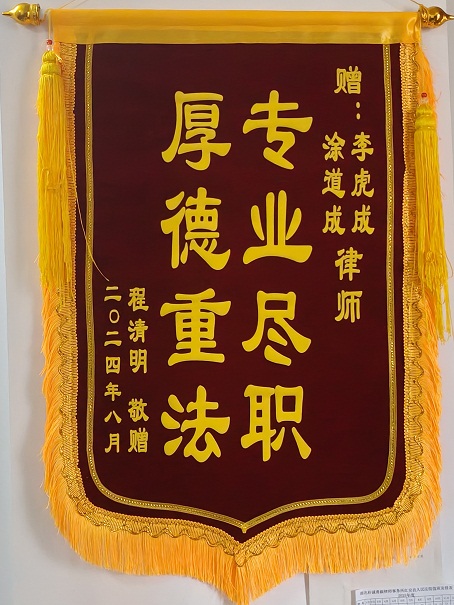 赠：李虎成
涂道成
律师
专业尽职
厚德重法
程清明 敬赠
二〇二四年八月